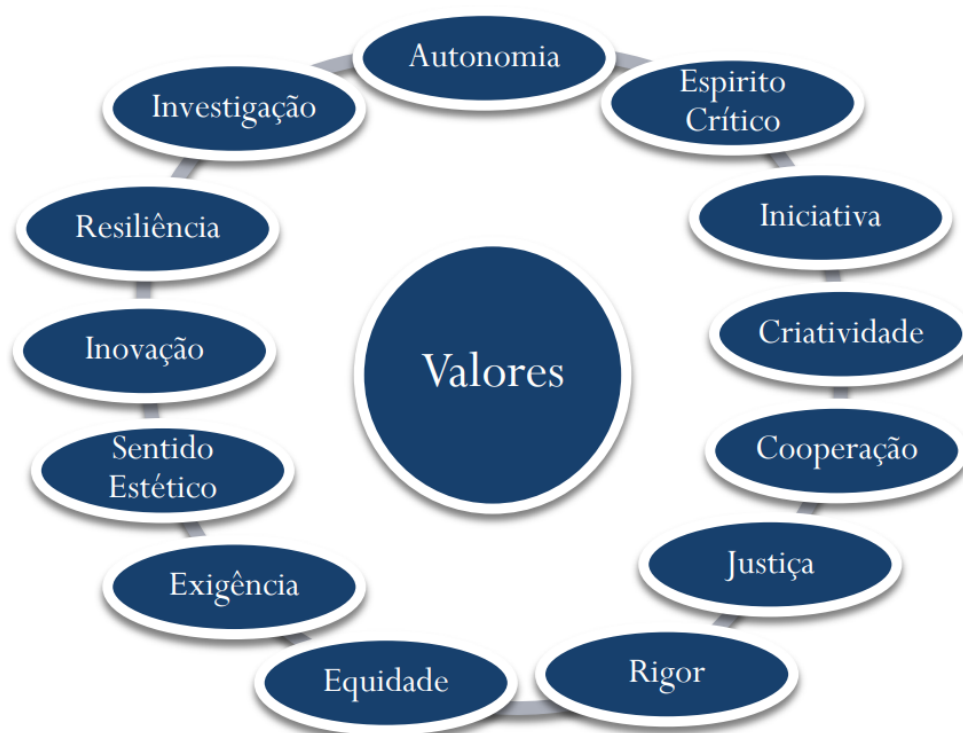 Autonomia
Espirito
Crítico
Iniciativa
Criatividade
Cooperação
Justiça
Rigor
Equidade
Exigência
Sentido
Estético
Inovação
Resiliência
Investigação
Valores